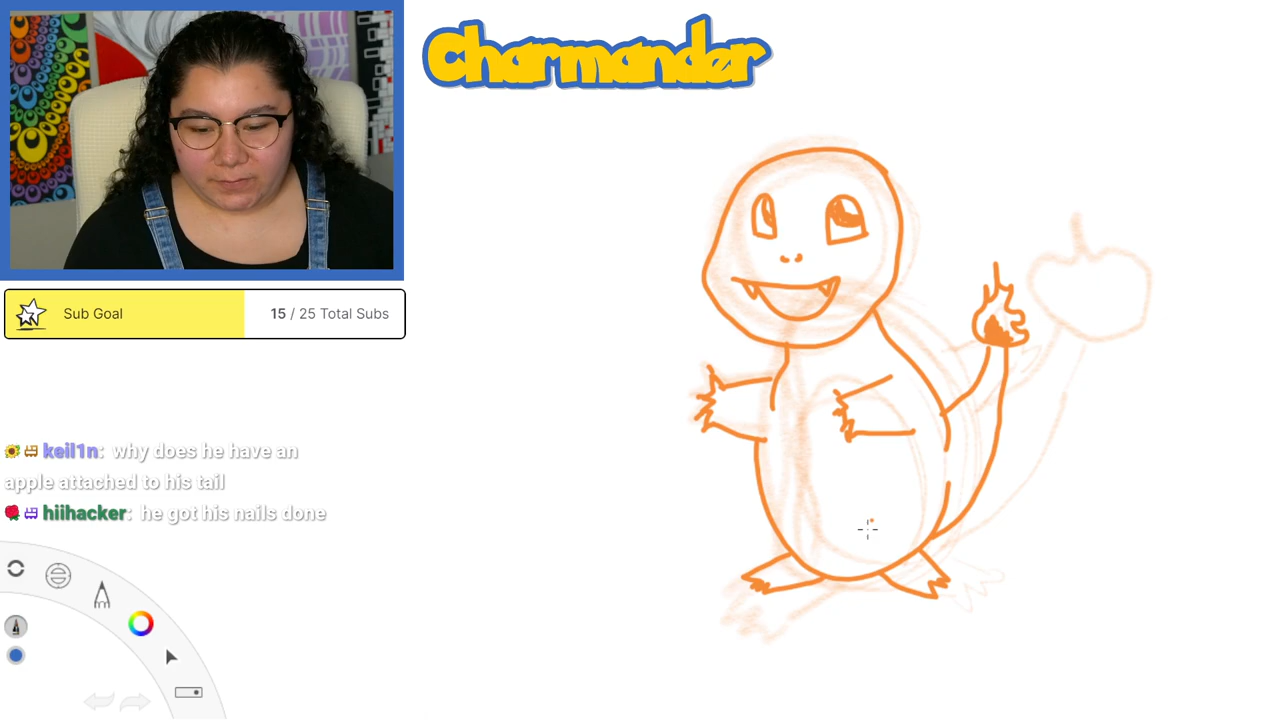 Charmander
Sub Goal 15 / 25 Total Subs
keil1n: why does he have an
apple attached to his tail
hiihacker: he got his nails done